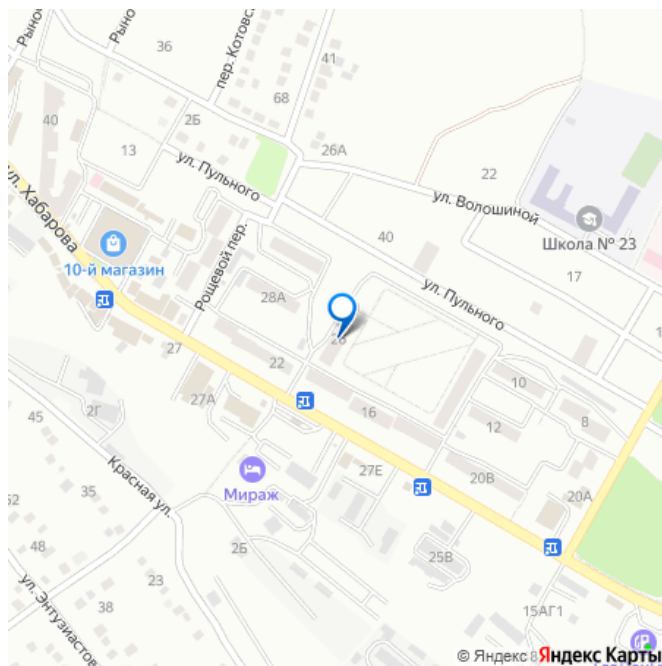 Рыно
Рыно
36
пер. Котовс
41
68
40
2Б
13
26А
22
ул. Пульного
ул. Волошиной
Школа № 23
ул. Хабарова
10-й магазин
Рощевой пер.
40
17
ул. Пульного
28А
27
22
10
8
12
16
27А
2Г
45
35
52
Красная ул.
Мираж
27Е
20В
20А
48
2Б
25В
23
38
ул. Энтузиастов
15АГ1
© Яндекс 8
Яндекс Карты